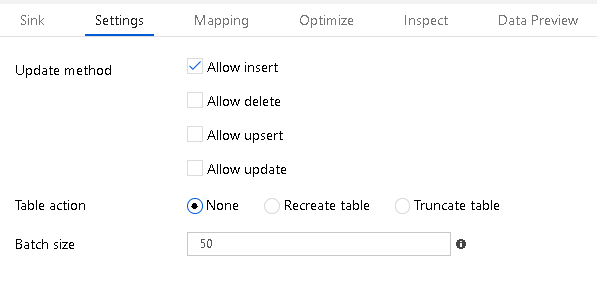 Sink Settings Mapping Optimize Inspect Data Preview
Update method Allow insert
Allow delete
Allow upsert
Allow update
Table action None Recreate table Truncate table
Batch size 50